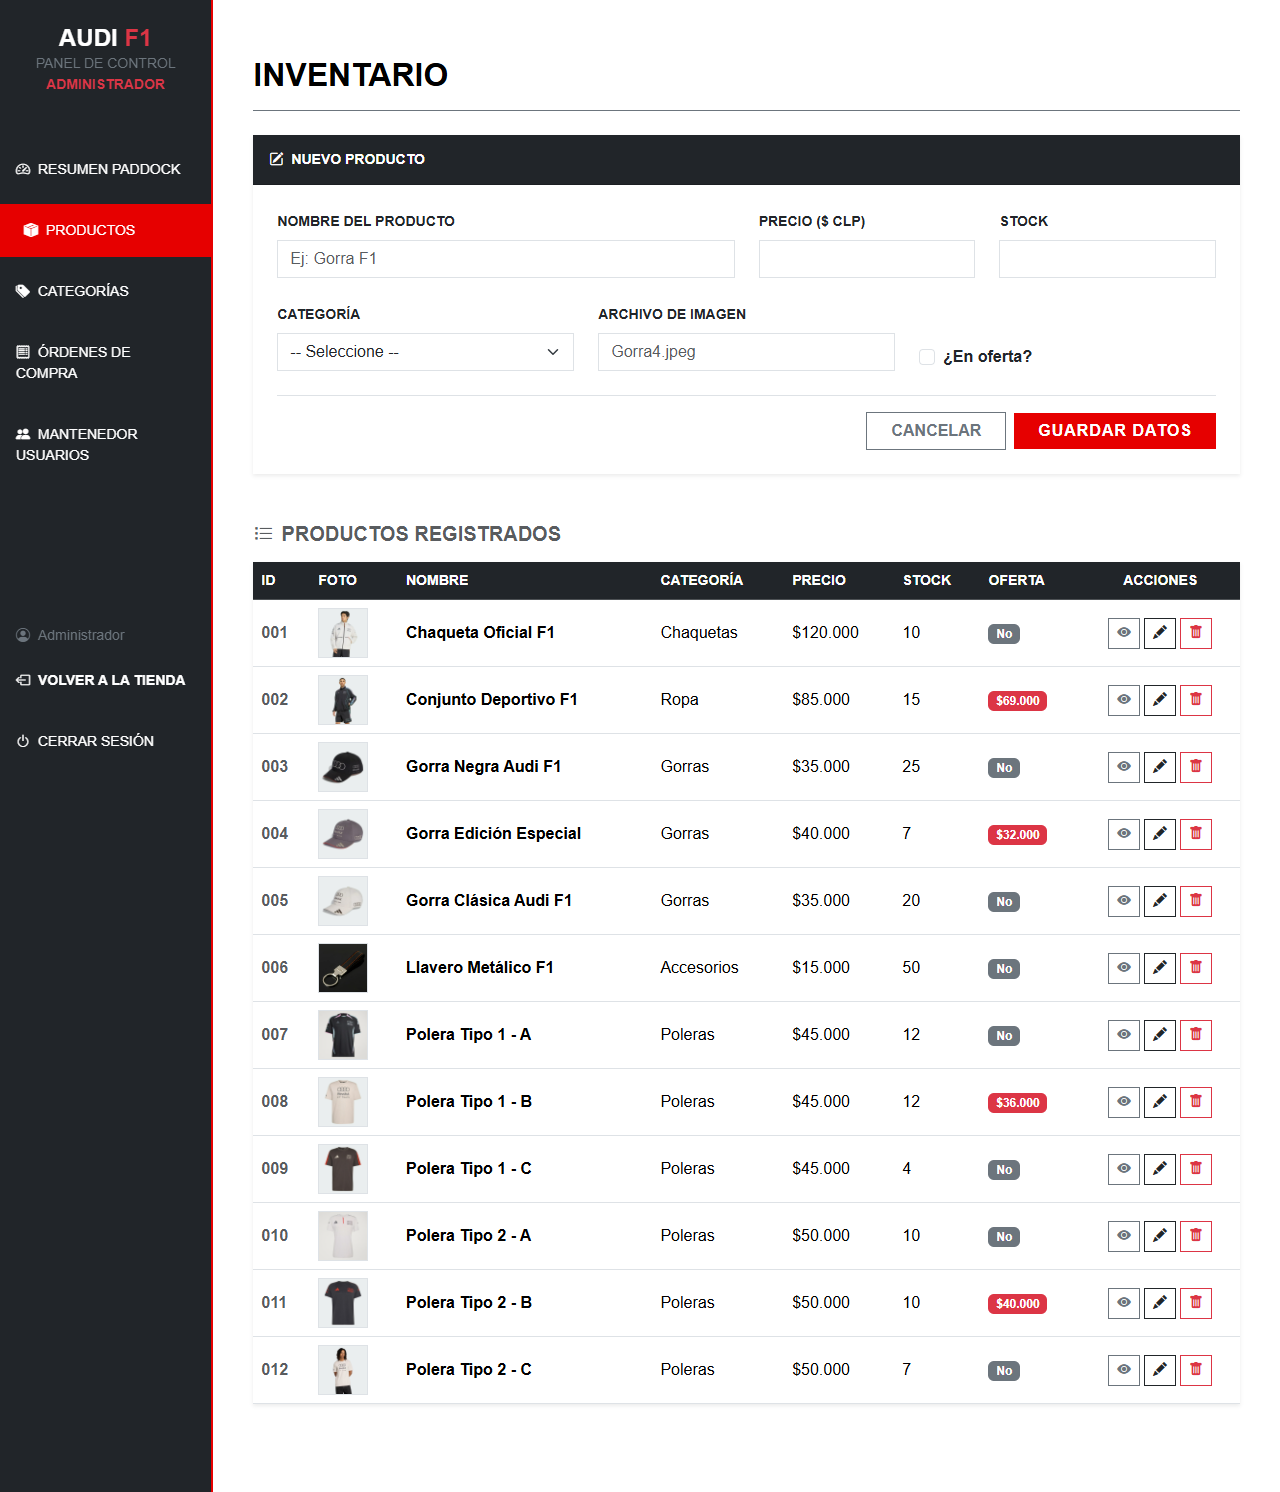 AUDI F1
PANEL DE CONTROL
ADMINISTRADOR
RESUMEN PADDOCK
PRODUCTOS
CATEGORÍAS
ÓRDENES DE
COMPRA
MANTENEDOR
USUARIOS
Administrador
VOLVER A LA TIENDA
CERRAR SESIÓN
INVENTARIO
NUEVO PRODUCTO
NOMBRE DEL PRODUCTO PRECIO ($ CLP) STOCK
Ej: Gorra F1
CATEGORÍA ARCHIVO DE IMAGEN
-- Seleccione -- Gorra4.jpeg ¿En oferta?
CANCELAR GUARDAR DATOS
PRODUCTOS REGISTRADOS
ID FOTO NOMBRE CATEGORÍA PRECIO STOCK OFERTA ACCIONES
001 Chaqueta Oficial F1 Chaquetas $120.000 10 No
002 Conjunto Deportivo F1 Ropa $85.000 15 $69.000
003 Gorra Negra Audi F1 Gorras $35.000 25 No
004 Gorra Edición Especial Gorras $40.000 7 $32.000
005 Gorra Clásica Audi F1 Gorras $35.000 20 No
006 Llavero Metálico F1 Accesorios $15.000 50 No
007 Polera Tipo 1 - A Poleras $45.000 12 No
008 Polera Tipo 1 - B Poleras $45.000 12 $36.000
009 Polera Tipo 1 - C Poleras $45.000 4 No
010 Polera Tipo 2 - A Poleras $50.000 10 No
011 Polera Tipo 2 - B Poleras $50.000 10 $40.000
012 Polera Tipo 2 - C Poleras $50.000 7 No